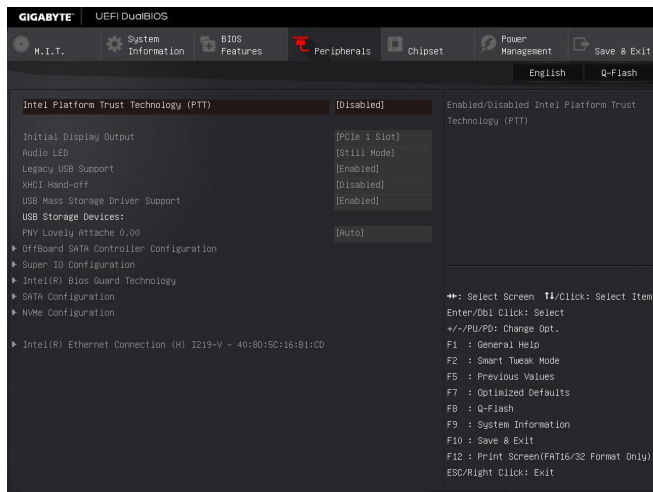 GIGABYTE™ UEFI DualBIOS
M.I.T.
System Information
BIOS Features
Peripherals
Chipset
Power Management
Save & Exit
English Q-Flash
Intel Platform Trust Technology (PTT) [Disabled]
Initial Display Output [PCIe 1 Slot]
Audio LED [Still Mode]
Legacy USB Support [Enabled]
XHCI Hand-off [Disabled]
USB Mass Storage Driver Support [Enabled]
USB Storage Devices:
PNY Lovely Attache 0.00 [Auto]
▶ OffBoard SATA Controller Configuration
▶ Super IO Configuration
▶ Intel(R) Bios Guard Technology
▶ SATA Configuration
▶ NVMe Configuration
▶ Intel(R) Ethernet Connection (H) I219-V - 40:8D:5C:16:B1:CD
Enabled/Disabled Intel Platform Trust
Technology (PTT)
→←: Select Screen ↑↓/Click: Select Item
Enter/Dbl Click: Select
+/-/PU/PD: Change Opt.
F1 : General Help
F2 : Smart Tweak Mode
F5 : Previous Values
F7 : Optimized Defaults
F8 : Q-Flash
F9 : System Information
F10 : Save & Exit
F12 : Print Screen(FAT16/32 Format Only)
ESC/Right Click: Exit